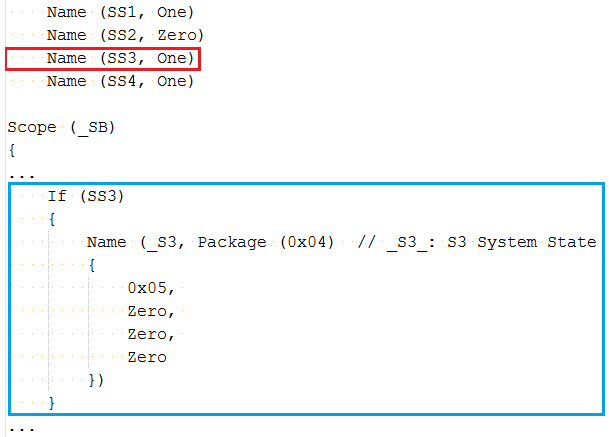 Name (SS1, One)
Name (SS2, Zero)
Name (SS3, One)
Name (SS4, One)
Scope (_SB)
{
...
If (SS3)
{
Name (_S3, Package (0x04)  // _S3_: S3 System State
{
0x05,
Zero,
Zero,
Zero
})
}
...